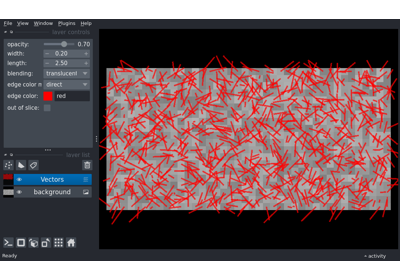 File View Window Plugins Help
layer controls
opacity: 0.70
width: 0.20
length: 2.50
blending: translucent
edge color m direct
edge color: red
out of slice:
layer list
Vectors
background
Ready
activity